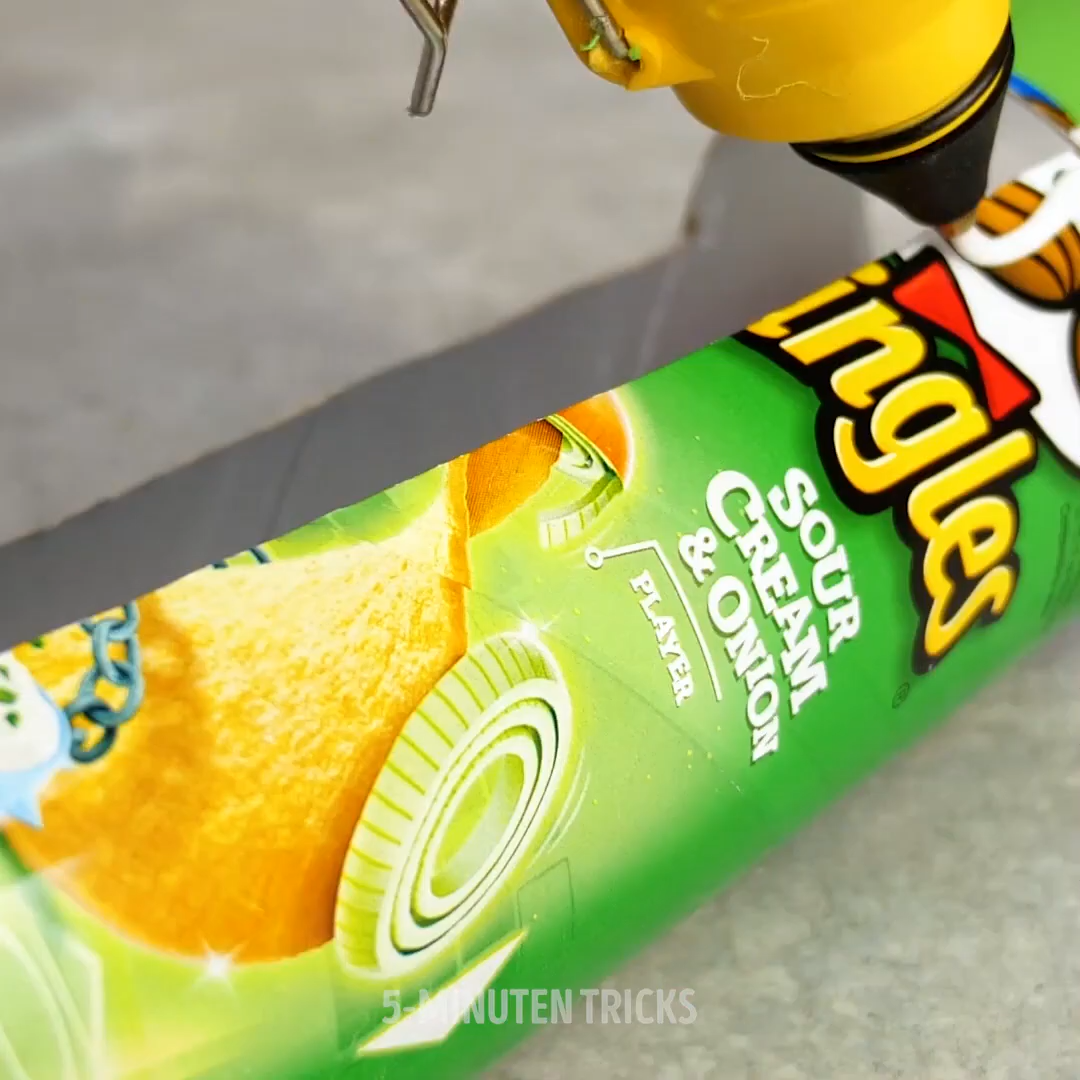 ingles
SOUR
CREAM
& ONION
PLAYER
5-MINUTEN TRICKS